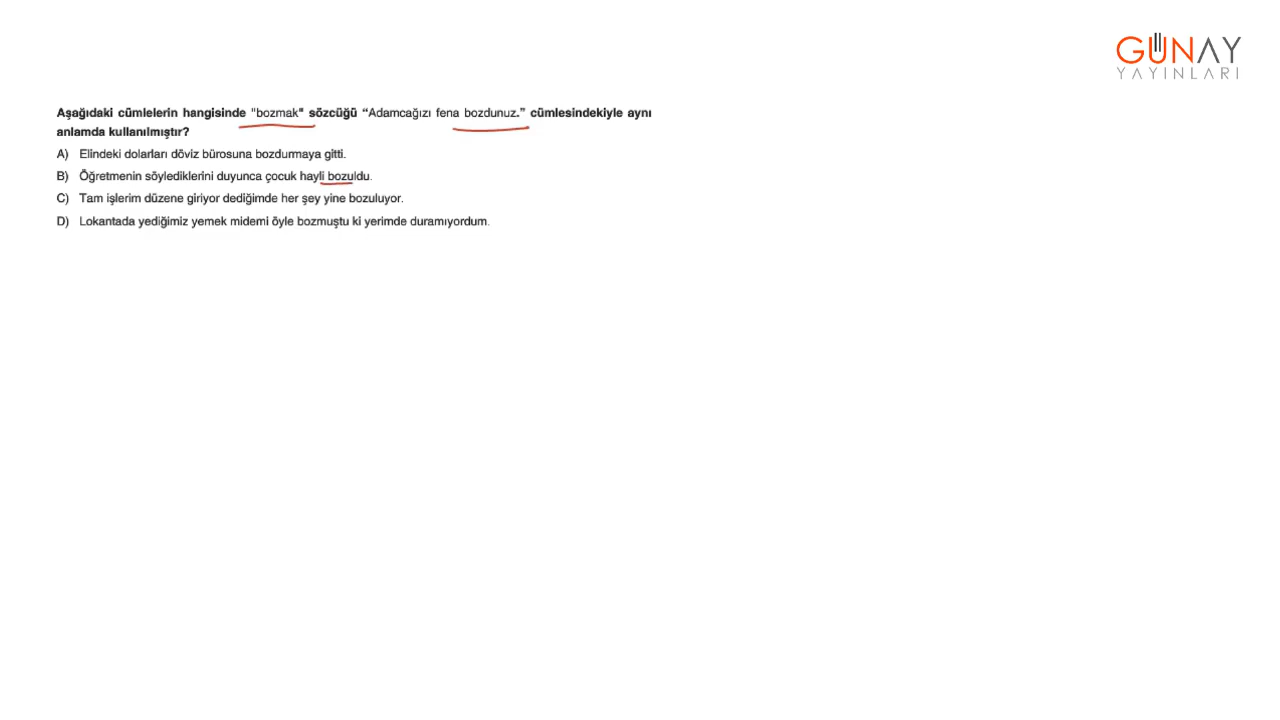 GÜNAY
YAYINLARI
Aşağıdaki cümlelerin hangisinde "bozmak" sözcüğü “Adamcağızı fena bozdunuz.” cümlesindekiyle aynı
anlamda kullanılmıştır?
A) Elindeki dolarları döviz bürosuna bozdurmaya gitti.
B) Öğretmenin söylediklerini duyunca çocuk hayli bozuldu.
C) Tam işlerim düzene giriyor dediğimde her şey yine bozuluyor.
D) Lokantada yediğimiz yemek midemi öyle bozmuştu ki yerimde duramıyordum.